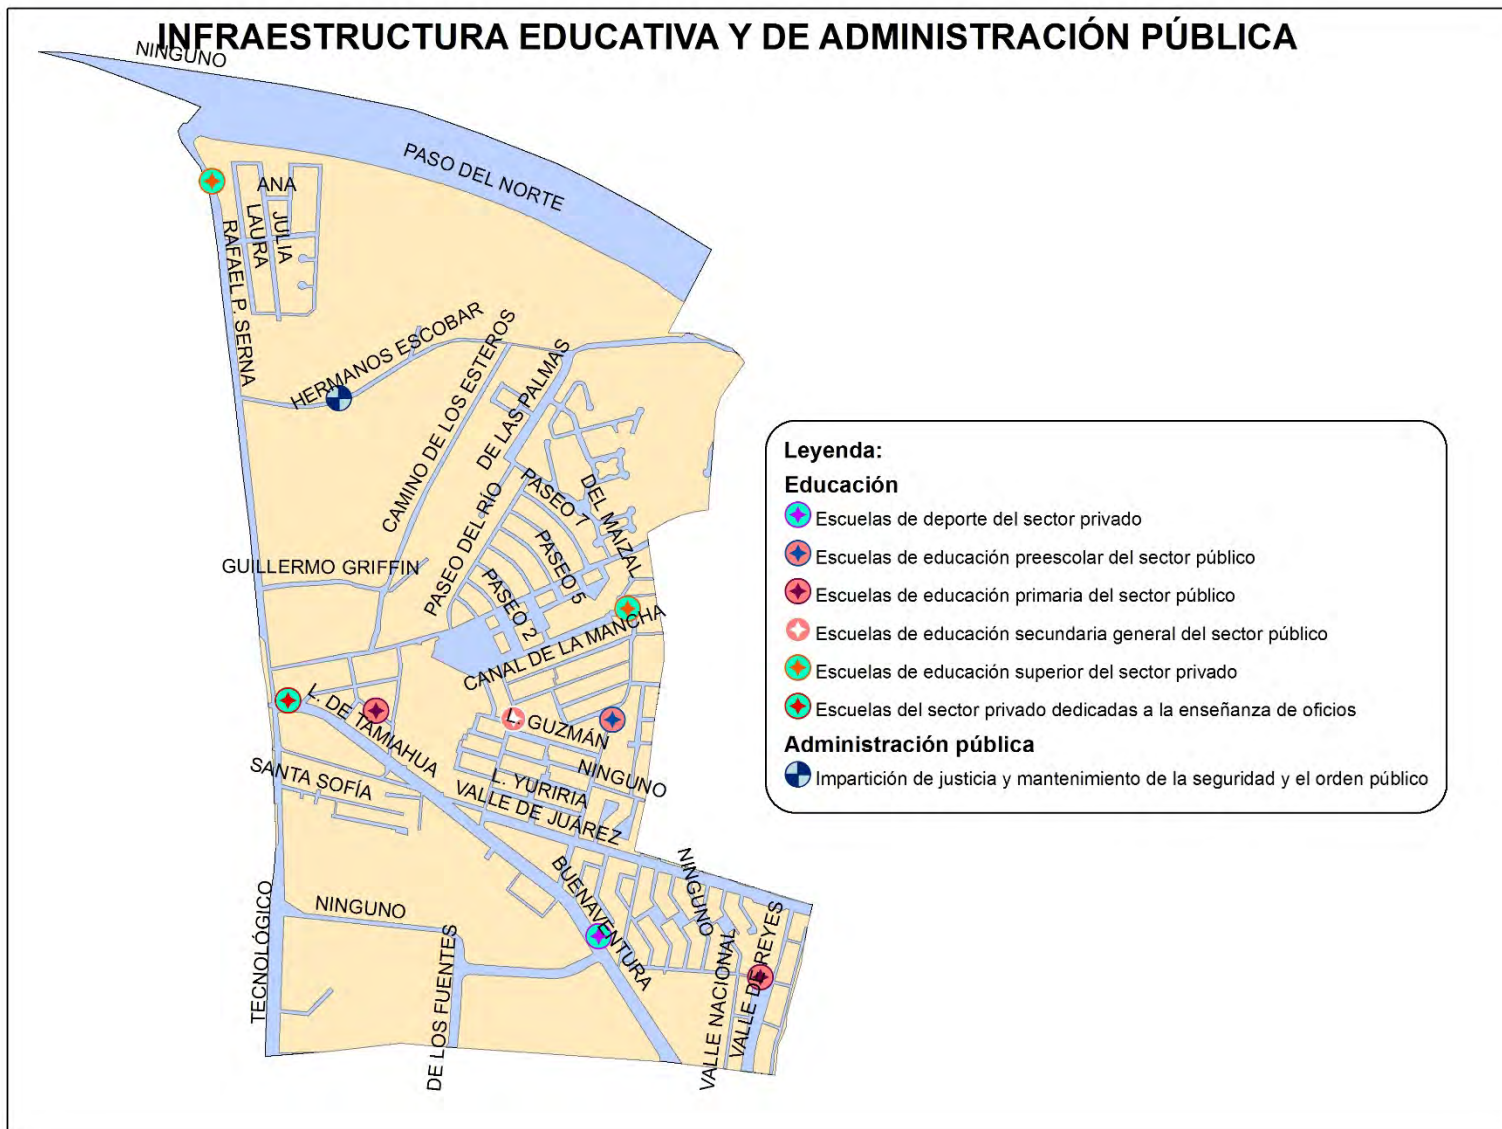 INFRAESTRUCTURA EDUCATIVA Y DE ADMINISTRACIÓN PÚBLICA
NINGUNO
PASO DEL NORTE
ANA
LAURA
JULIA
RAFAEL P. SERNA
HERMANOS ESCOBAR
CAMINO DE LOS ESTEROS
DE LAS PALMAS
PASEO DEL RÍO
PASEO 7
DEL MAIZAL
PASEO 5
PASEO 2
GUILLERMO GRIFFIN
CANAL DE LA MANCHA
L. DE TAMIAHUA
L. GUZMÁN
NINGUNO
SANTA SOFÍA
L. YURIRIA
VALLE DE JUÁREZ
BUENAVENTURA
NINGUNO
NINGUNO
TECNOLÓGICO
DE LOS FUENTES
VALLE NACIONAL
VALLE DE REYES
Leyenda:
Educación
Escuelas de deporte del sector privado
Escuelas de educación preescolar del sector público
Escuelas de educación primaria del sector público
Escuelas de educación secundaria general del sector público
Escuelas de educación superior del sector privado
Escuelas del sector privado dedicadas a la enseñanza de oficios
Administración pública
Impartición de justicia y mantenimiento de la seguridad y el orden público